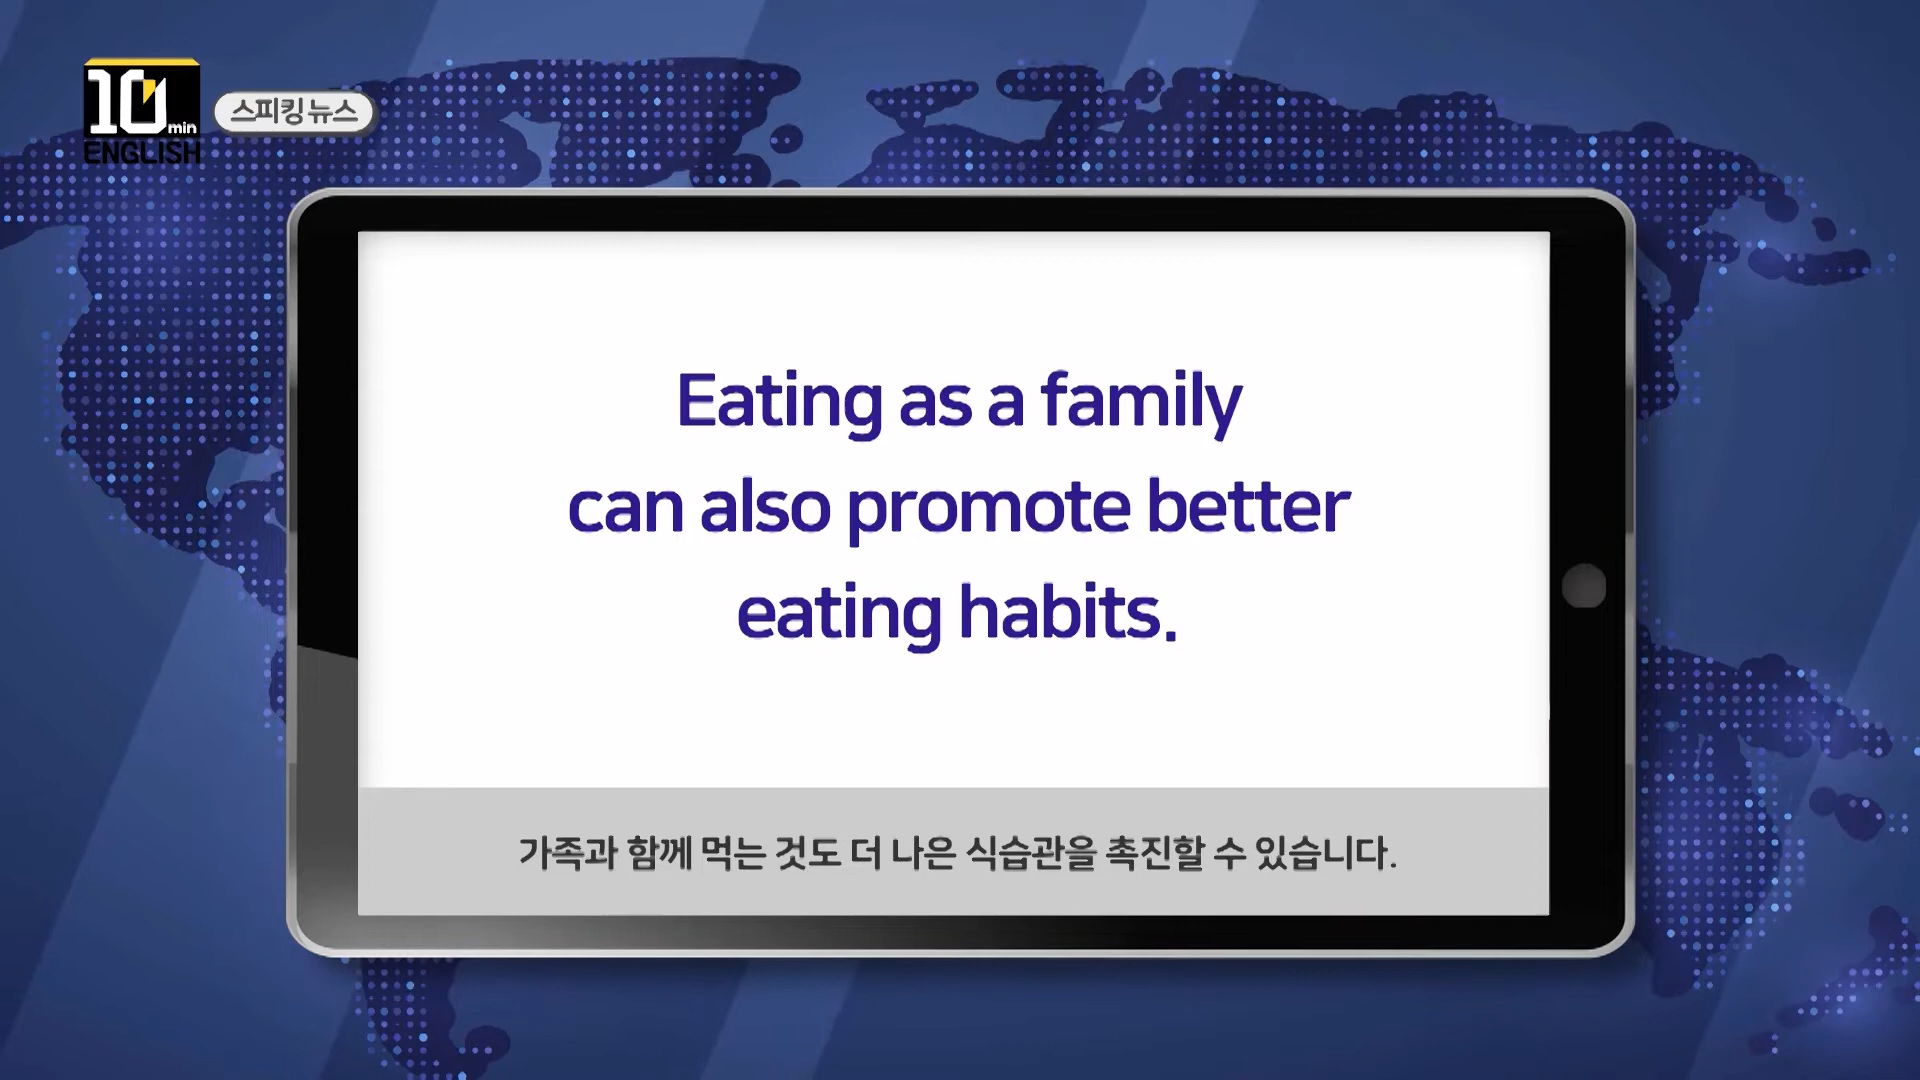 10min
ENGLISH
스피킹 뉴스
Eating as a family
can also promote better
eating habits.
가족과 함께 먹는 것도 더 나은 식습관을 촉진할 수 있습니다.